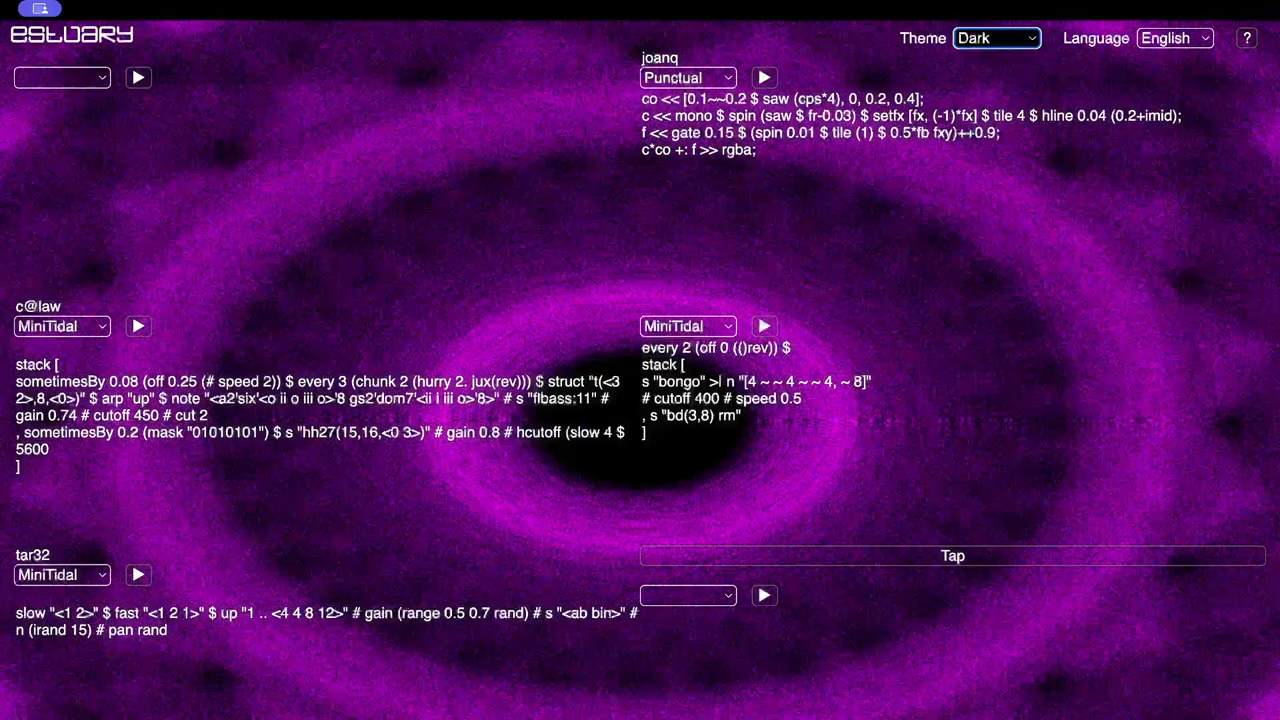 estuary
Theme Dark Language English ?
joanq
Punctual
co << [0.1~~0.2 $ saw (cps*4), 0, 0.2, 0.4];
c << mono $ spin (saw $ fr-0.03) $ setfx [fx, (-1)*fx] $ tile 4 $ hline 0.04 (0.2+imid);
f << gate 0.15 $ (spin 0.01 $ tile (1) $ 0.5*fb fxy)++0.9;
c*co +: f >> rgba;
c@law
MiniTidal
stack [
sometimesBy 0.08 (off 0.25 (# speed 2)) $ every 3 (chunk 2 (hurry 2. jux(rev))) $ struct "t(<3
2>,8,<0>)" $ arp "up" $ note "<a2'six'<o ii o iii o>'8 gs2'dom7'<ii i iii o>'8>" # s "flbass:11" #
gain 0.74 # cutoff 450 # cut 2
, sometimesBy 0.2 (mask "01010101") $ s "hh27(15,16,<0 3>)" # gain 0.8 # hcutoff (slow 4 $
5600
]
MiniTidal
every 2 (off 0 (()rev)) $
stack [
s "bongo" >| n "[4 ~ ~ 4 ~ ~ 4, ~ 8]"
# cutoff 400 # speed 0.5
, s "bd(3,8) rm"
]
tar32
MiniTidal
slow "<1 2>" $ fast "<1 2 1>" $ up "1 .. <4 4 8 12>" # gain (range 0.5 0.7 rand) # s "<ab bin>" #
n (irand 15) # pan rand
Tap